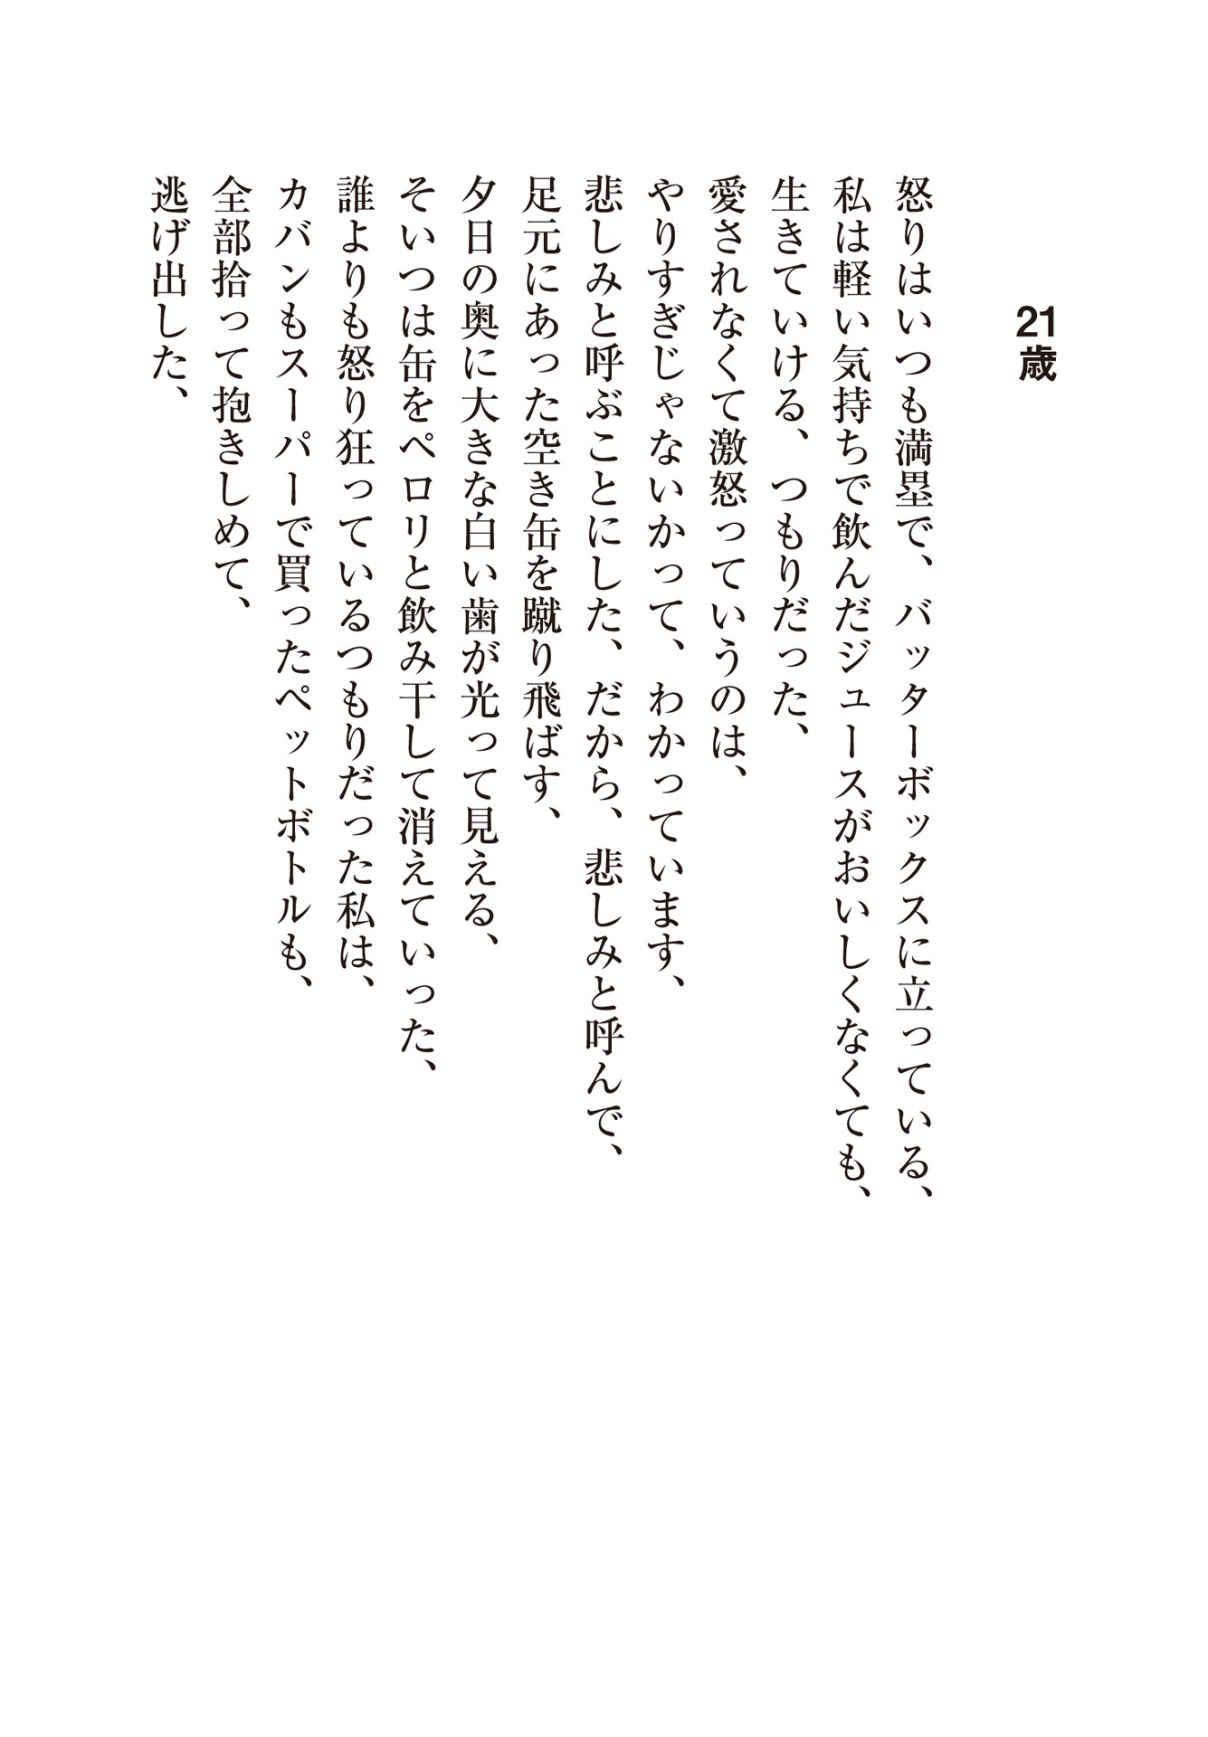 21歳
怒りはいつも満塁で、バッターボックスに立っている、
私は軽い気持ちで飲んだジュースがおいしくなくても、
生きていける、つもりだった、
愛されなくて激怒っていうのは、
やりすぎじゃないかって、わかっています、
悲しみと呼ぶことにした、だから、悲しみと呼んで、
足元にあった空き缶を蹴り飛ばす、
夕日の奥に大きな白い歯が光って見える、
そいつは缶をペロリと飲み干して消えていった、
誰よりも怒り狂っているつもりだった私は、
カバンもスーパーで買ったペットボトルも、
全部拾って抱きしめて、
逃げ出した、